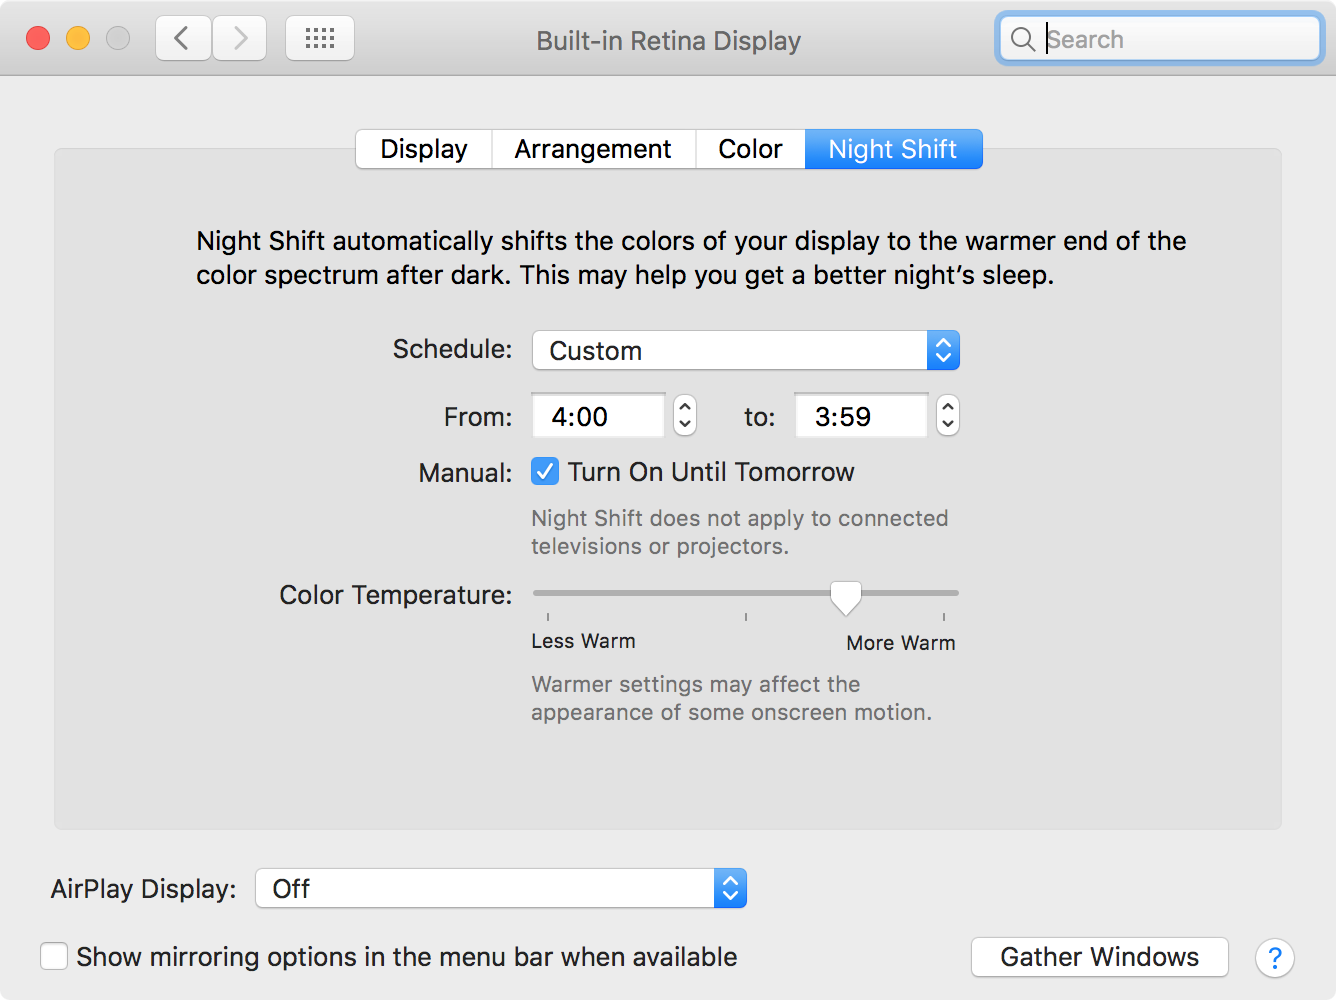 Built-in Retina Display
Search
Display Arrangement Color Night Shift
Night Shift automatically shifts the colors of your display to the warmer end of the
color spectrum after dark. This may help you get a better night’s sleep.
Schedule: Custom
From: 4:00 to: 3:59
Manual: Turn On Until Tomorrow
Night Shift does not apply to connected
televisions or projectors.
Color Temperature:
Less Warm More Warm
Warmer settings may affect the
appearance of some onscreen motion.
AirPlay Display: Off
Show mirroring options in the menu bar when available
Gather Windows ?